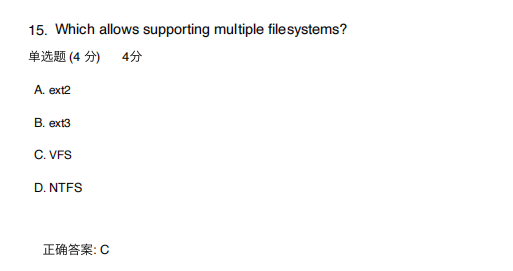 15. Which allows supporting multiple filesystems?
单选题 (4 分) 4分
A. ext2
B. ext3
C. VFS
D. NTFS
正确答案: C